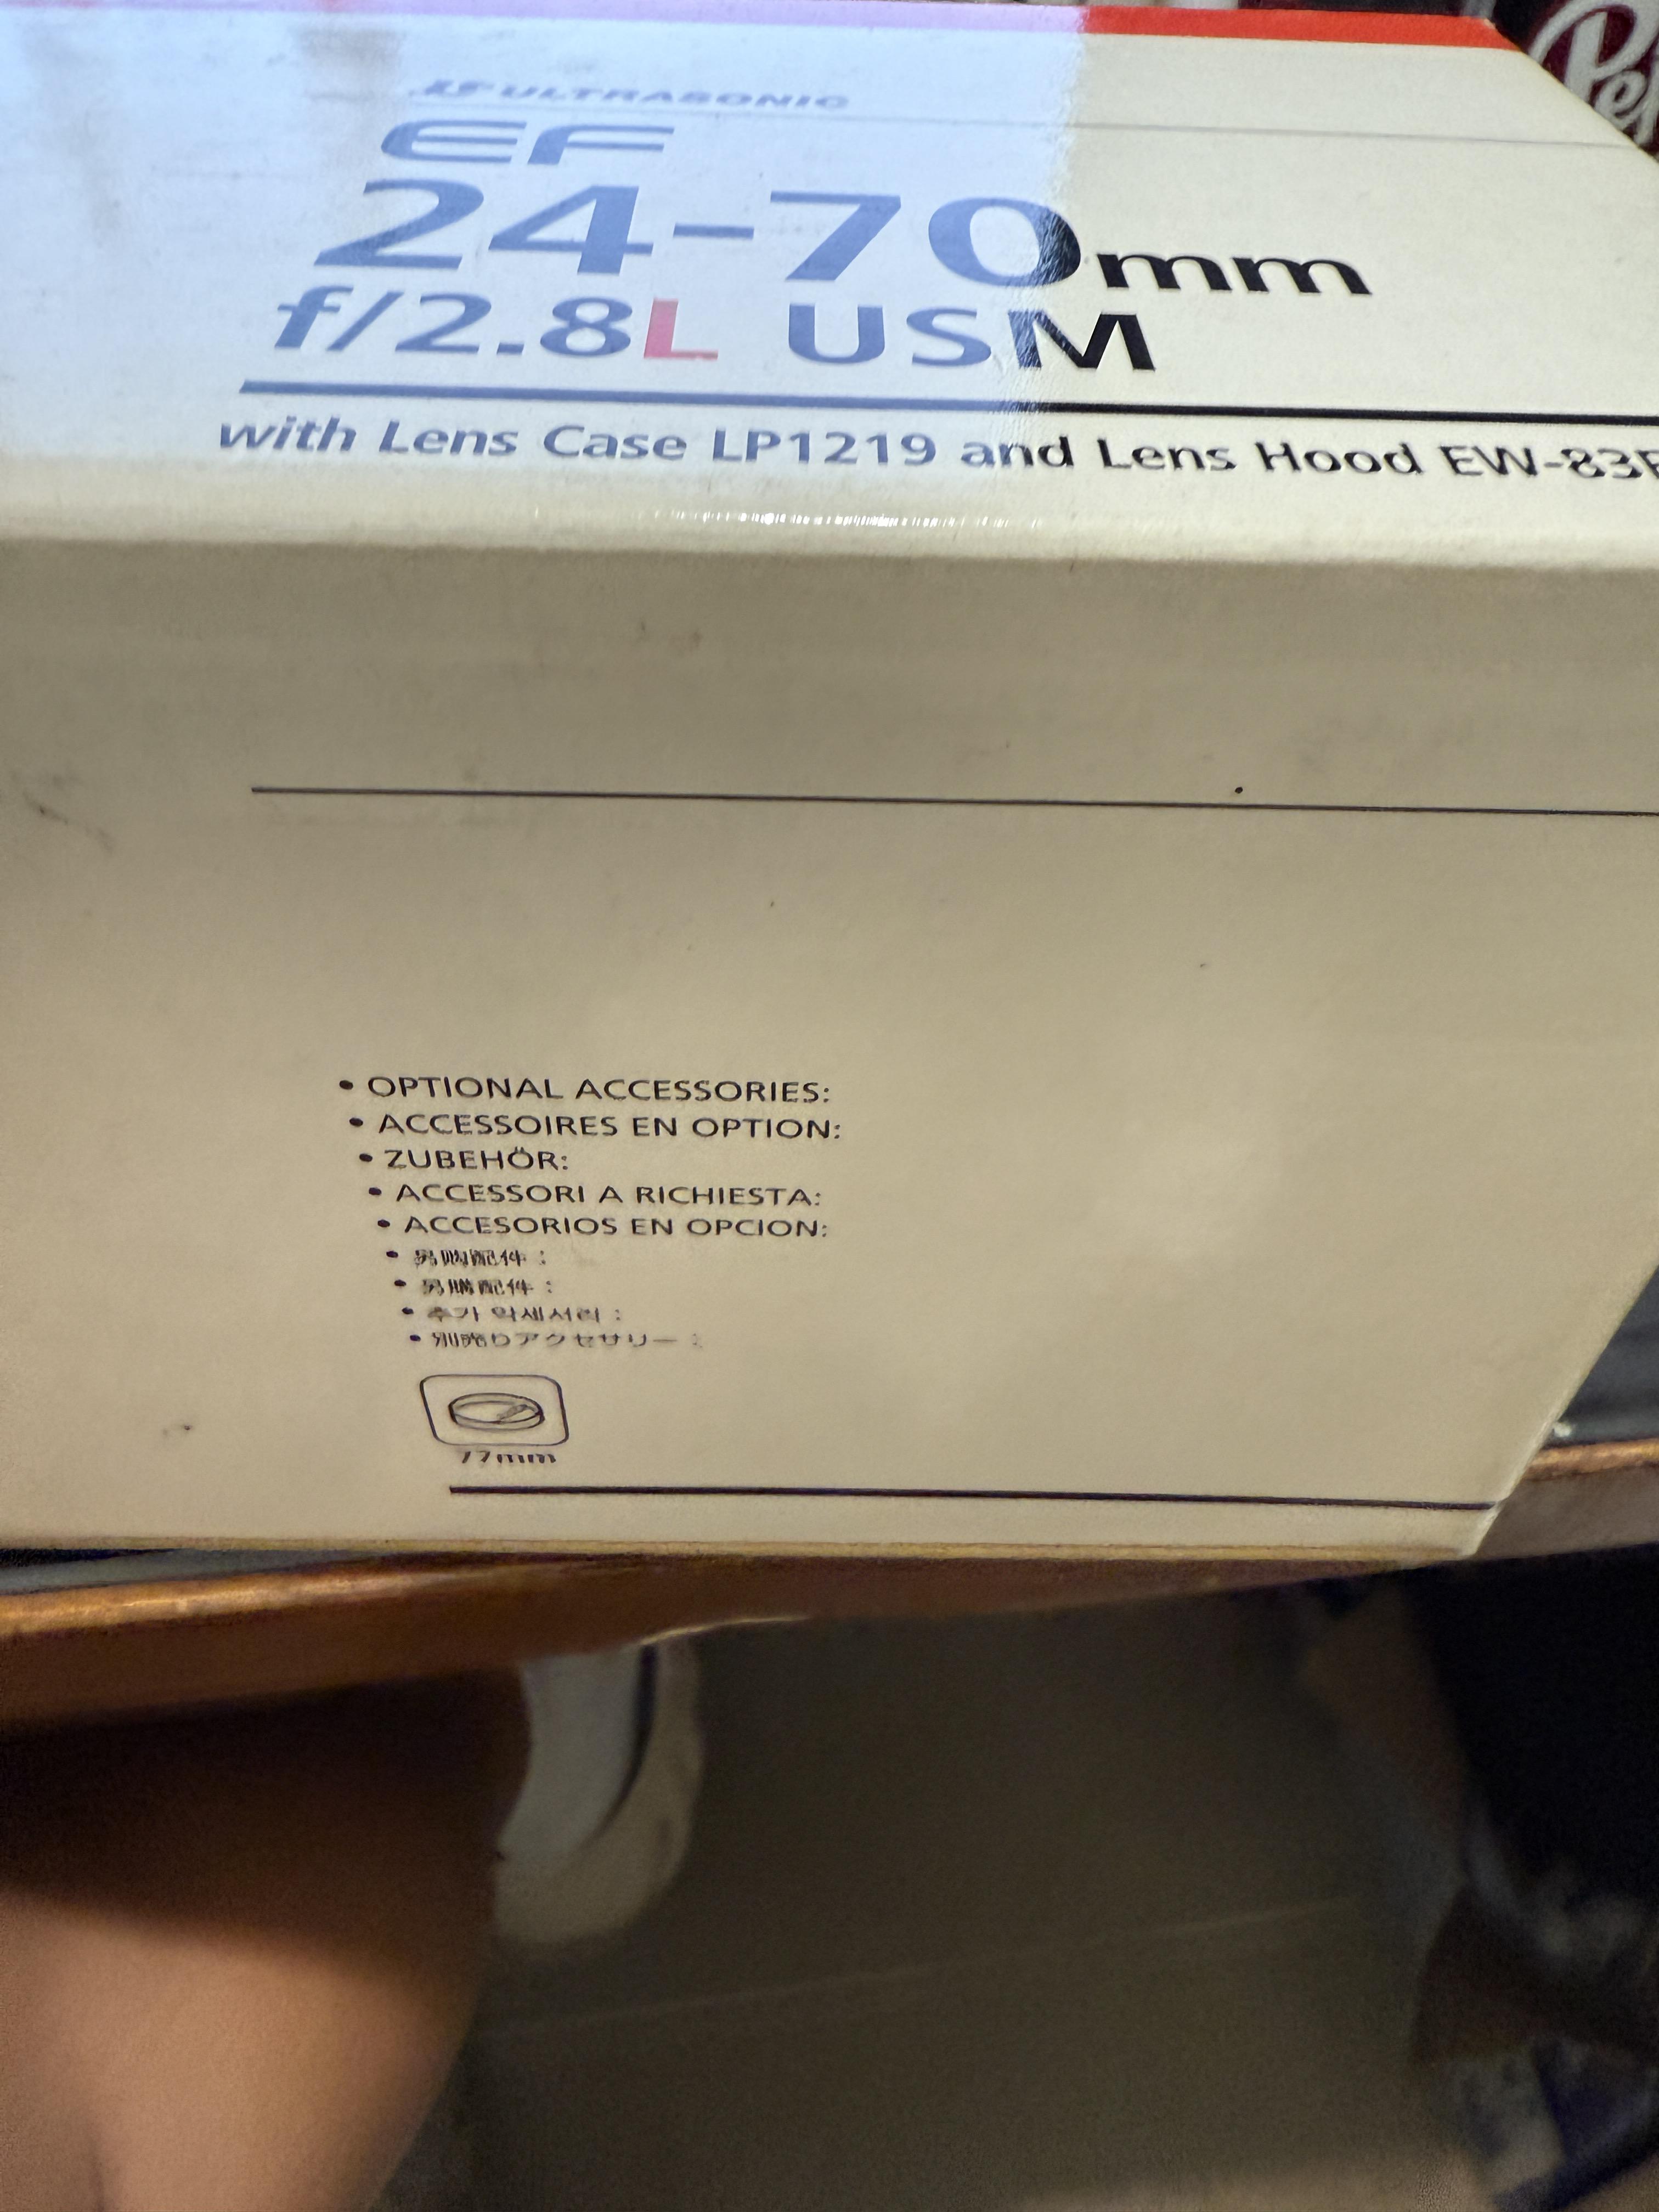 ULTRASONIC
EF
24-70mm
f/2.8L USM
with Lens Case LP1219 and Lens Hood EW-83F
• OPTIONAL ACCESSORIES:
• ACCESSOIRES EN OPTION:
• ZUBEHÖR:
• ACCESSORI A RICHIESTA:
• ACCESORIOS EN OPCION:
• 另购配件：
• 另購配件：
• 추가 악세서리 :
• 別売りアクセサリー：
77mm